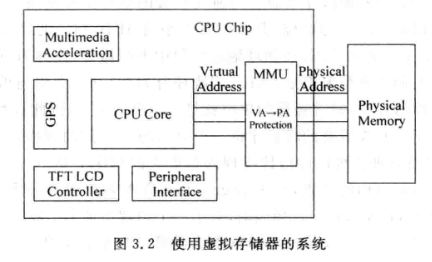 CPU Chip
Multimedia
Acceleration
GPS
CPU Core
Virtual
Address
MMU
VA→PA
Protection
Physical
Address
Physical
Memory
TFT LCD
Controller
Peripheral
Interface
图 3.2 使用虚拟存储器的系统